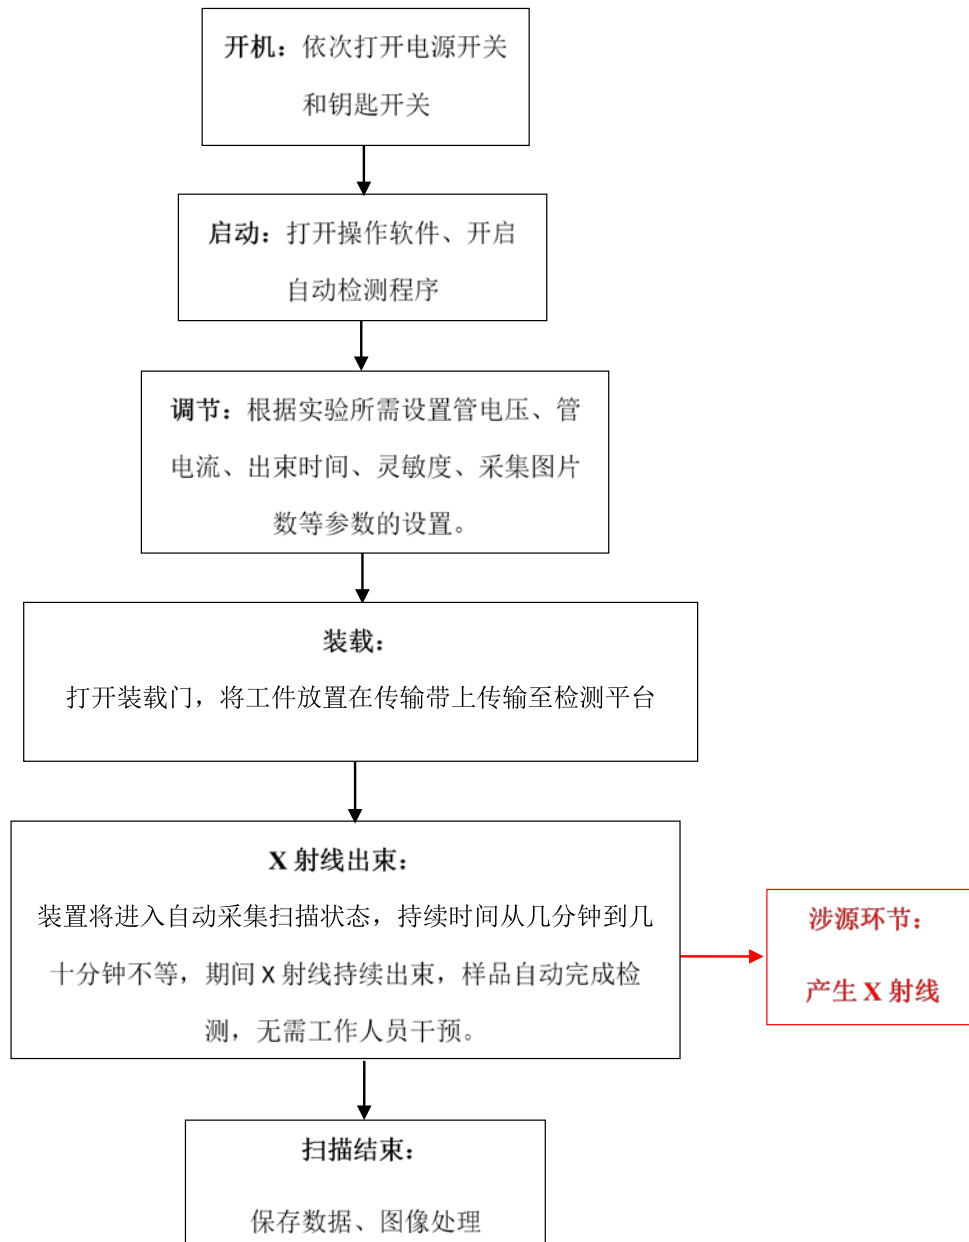 开机：依次打开电源开关
和钥匙开关
启动：打开操作软件、开启
自动检测程序
调节：根据实验所需设置管电压、管
电流、出束时间、灵敏度、采集图片
数等参数的设置。
装载：
打开装载门，将工件放置在传输带上传输至检测平台
X 射线出束：
装置将进入自动采集扫描状态，持续时间从几分钟到几
十分钟不等，期间 X 射线持续出束，样品自动完成检
测，无需工作人员干预。
涉源环节：
产生 X 射线
扫描结束：
保存数据、图像处理